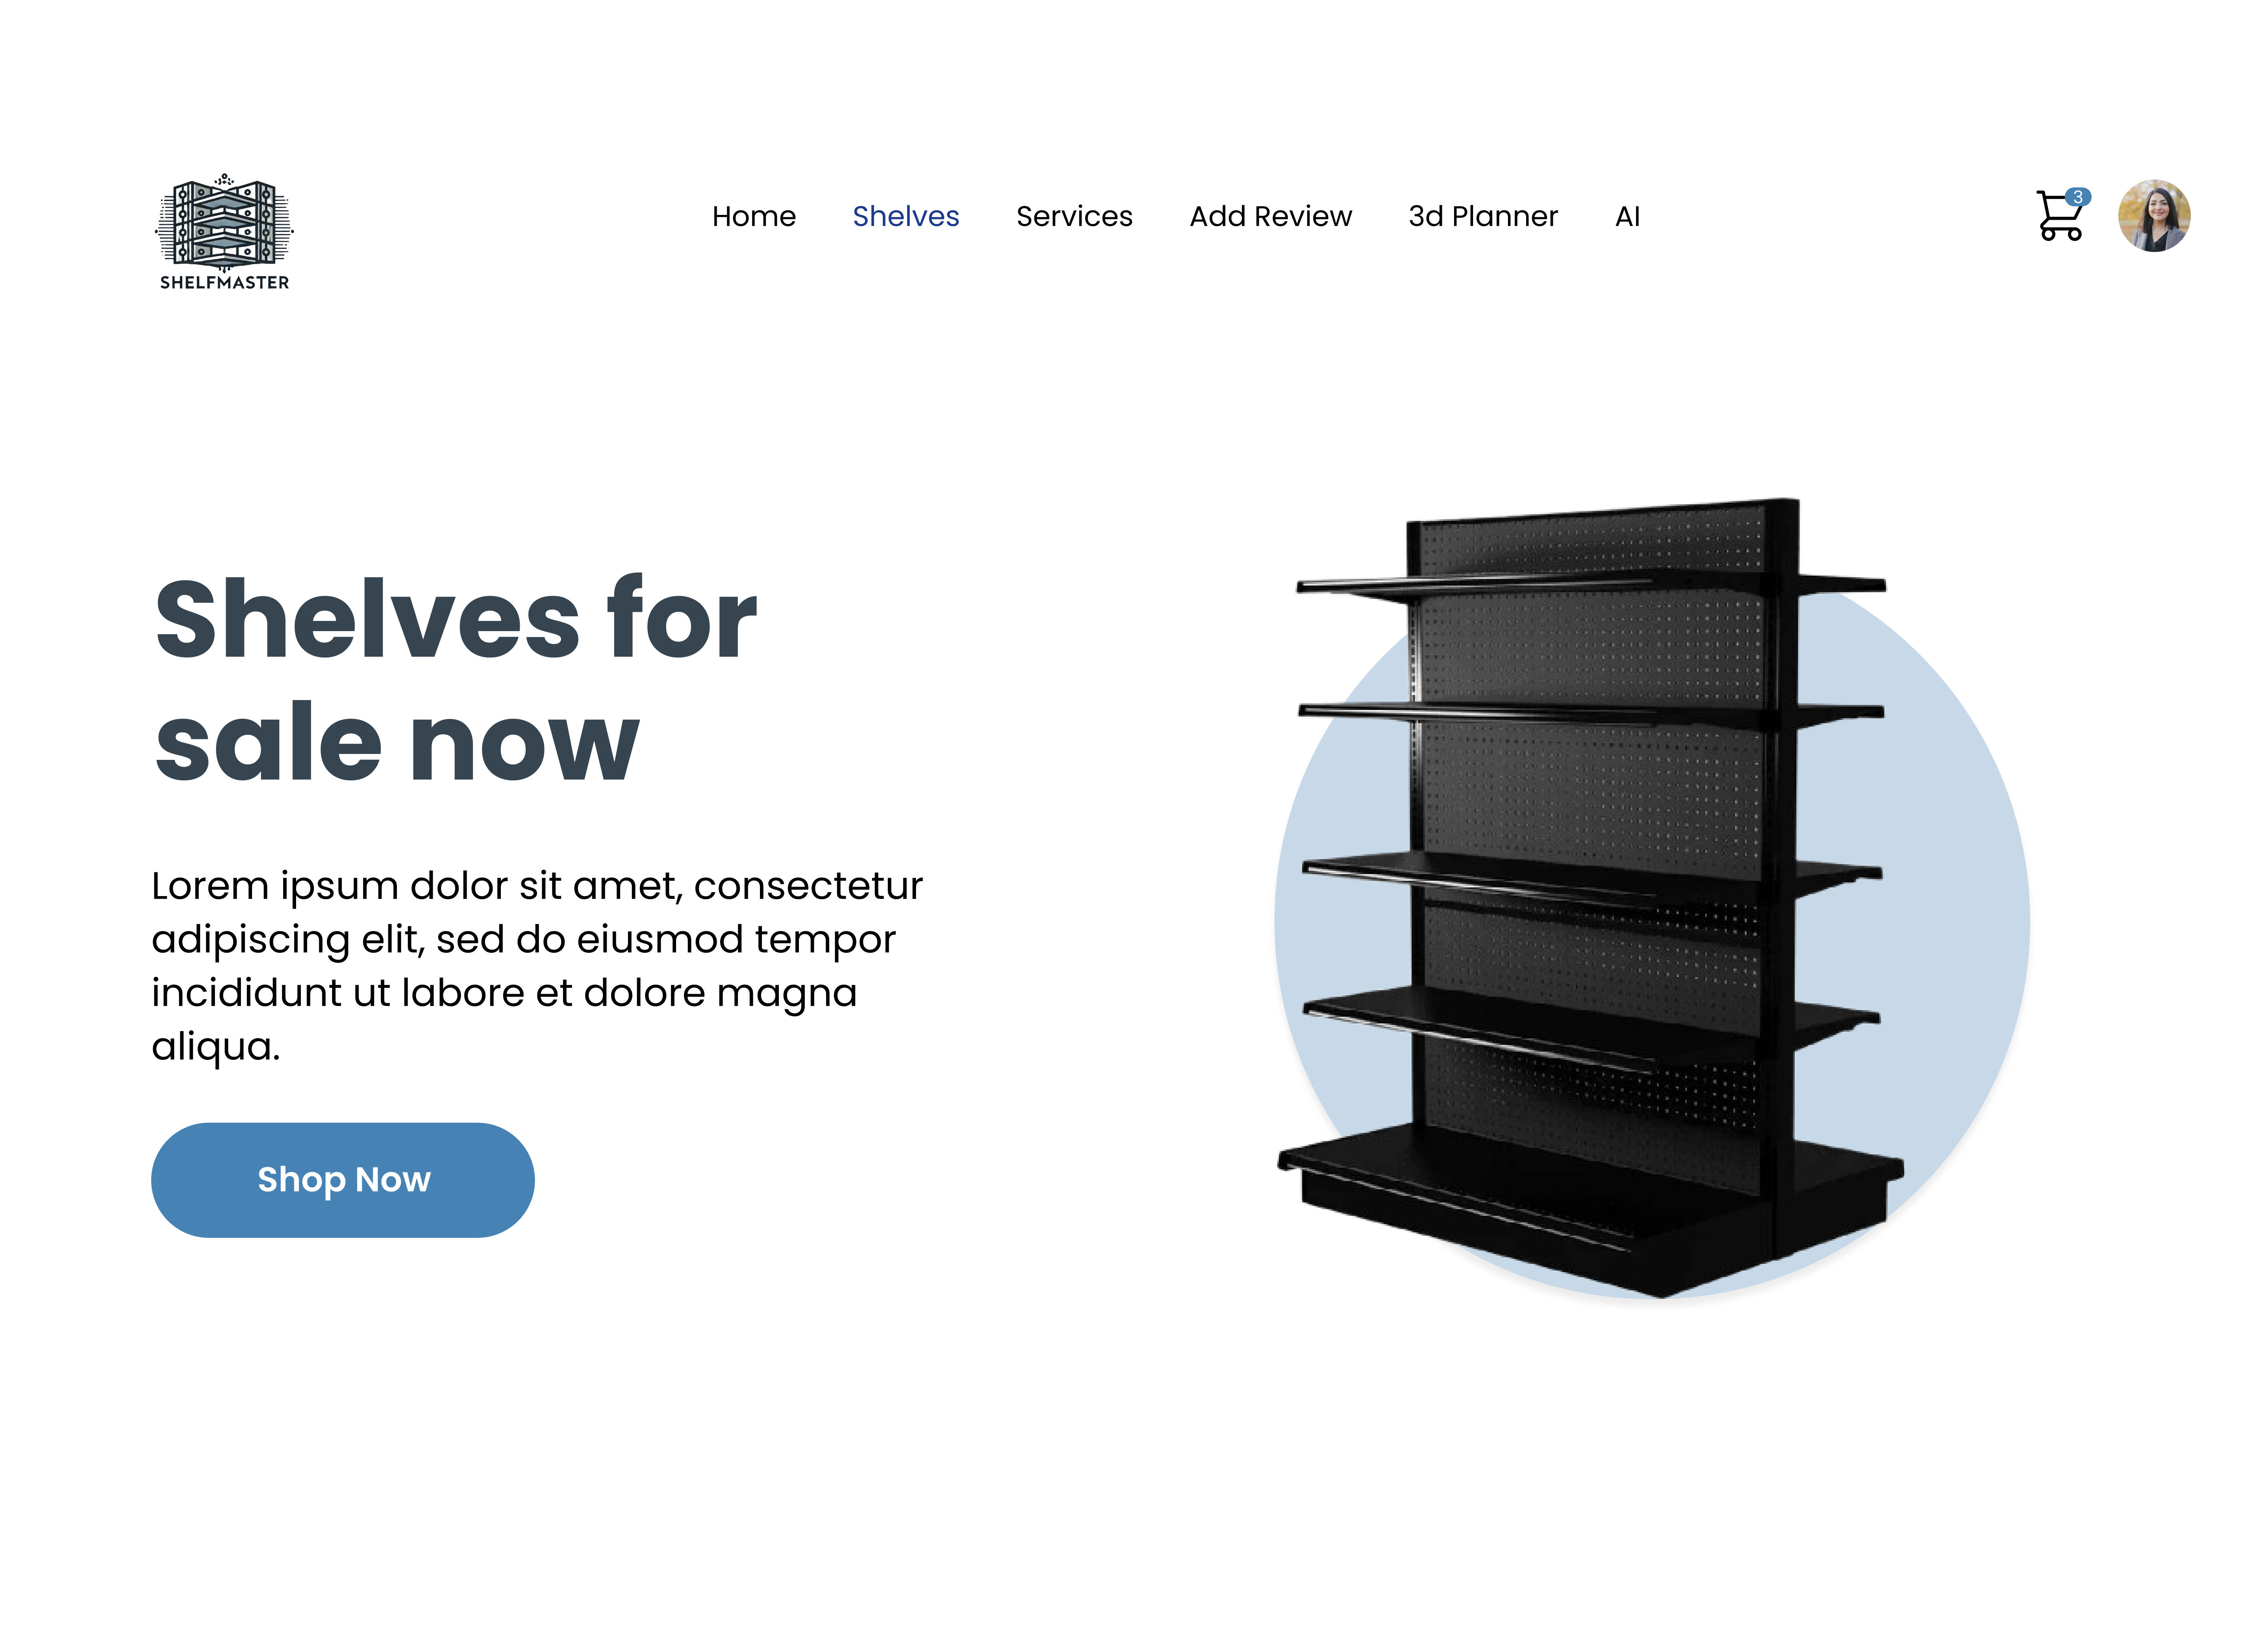 SHELFMASTER
Home Shelves Services Add Review 3d Planner AI
3
Shelves for
sale now
Lorem ipsum dolor sit amet, consectetur
adipiscing elit, sed do eiusmod tempor
incididunt ut labore et dolore magna
aliqua.
Shop Now